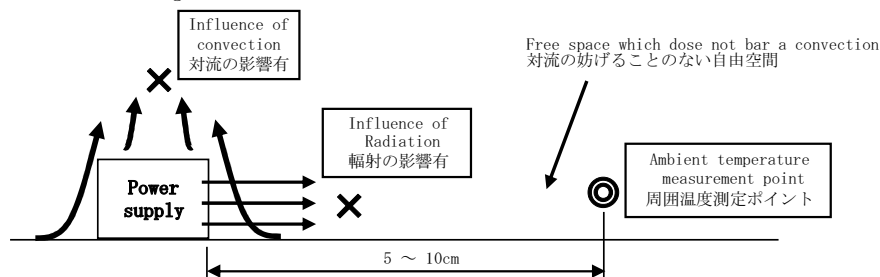 Influence of
convection
対流の影響有
Free space which dose not bar a convection
対流の妨げることのない自由空間
Influence of
Radiation
輻射の影響有
Ambient temperature
measurement point
周囲温度測定ポイント
Power
supply
5 ～ 10cm